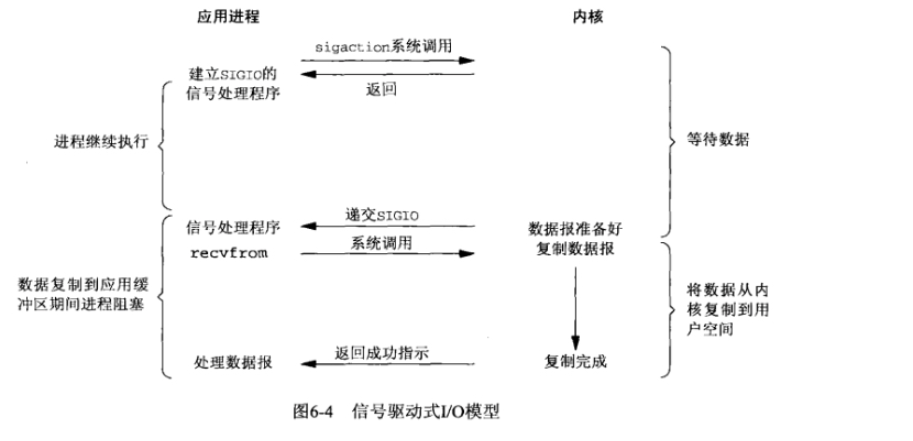 应用进程
内核
sigaction系统调用
建立SIGIO的
信号处理程序
返回
进程继续执行
等待数据
信号处理程序
递交SIGIO
数据报准备好
recvfrom
系统调用
复制数据报
数据复制到应用缓
冲区期间进程阻塞
将数据从内
核复制到用
户空间
处理数据报
返回成功指示
复制完成
图6-4 信号驱动式I/O模型